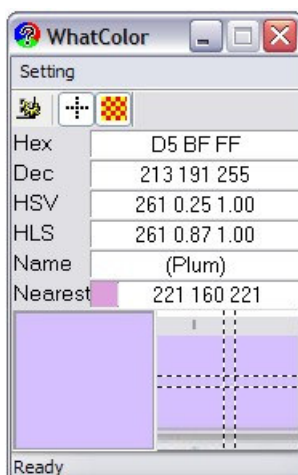 WhatColor
Setting
Hex D5 BF FF
Dec 213 191 255
HSV 261 0.25 1.00
HLS 261 0.87 1.00
Name (Plum)
Nearest 221 160 221
Ready